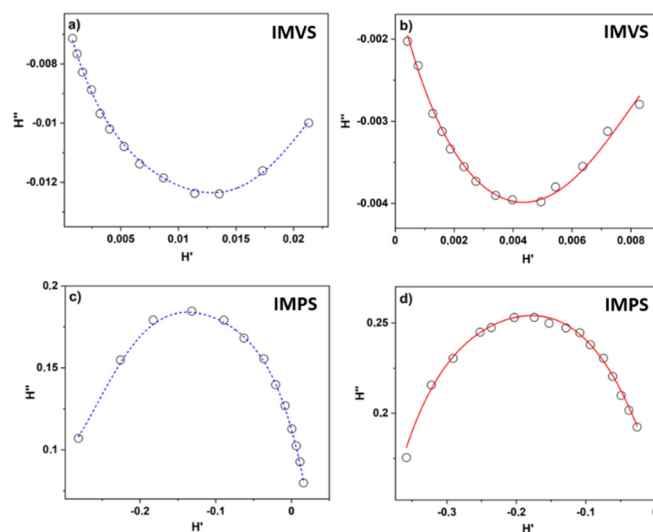 a) IMVS
-0.008
-0.01
-0.012
H''
0.005 0.01 0.015 0.02
H'
b) IMVS
-0.002
-0.003
-0.004
H''
0 0.002 0.004 0.006 0.008
H'
c) IMPS
0.2
0.15
0.1
H''
-0.2 -0.1 0
H'
d) IMPS
0.25
0.2
H''
-0.3 -0.2 -0.1 0
H'